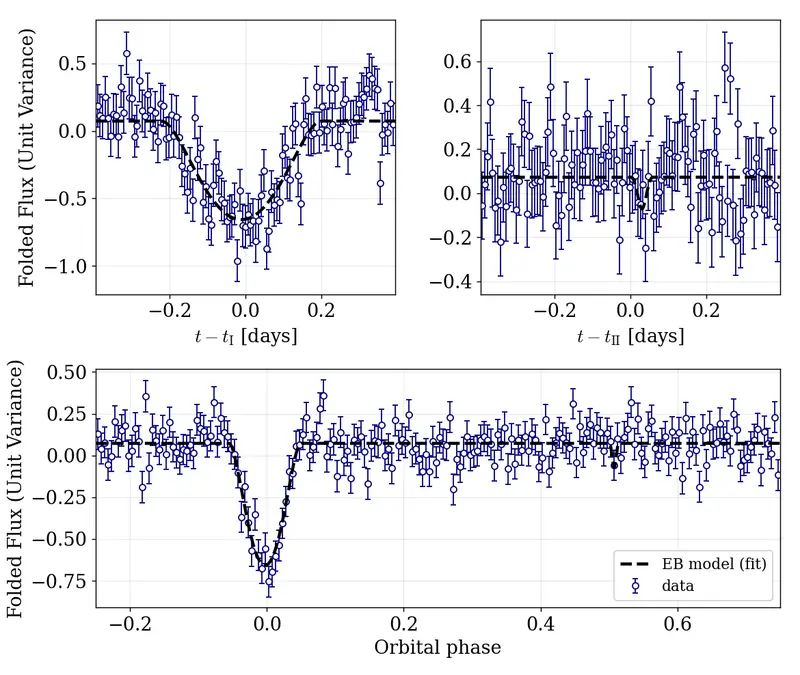 Folded Flux (Unit Variance)
0.5
0.0
−0.5
−1.0
−0.2 0.0 0.2
t − tI [days]
0.6
0.4
0.2
0.0
−0.2
−0.4
−0.2 0.0 0.2
t − tII [days]
Folded Flux (Unit Variance)
0.50
0.25
0.00
−0.25
−0.50
−0.75
−0.2 0.0 0.2 0.4 0.6
Orbital phase
EB model (fit)
data